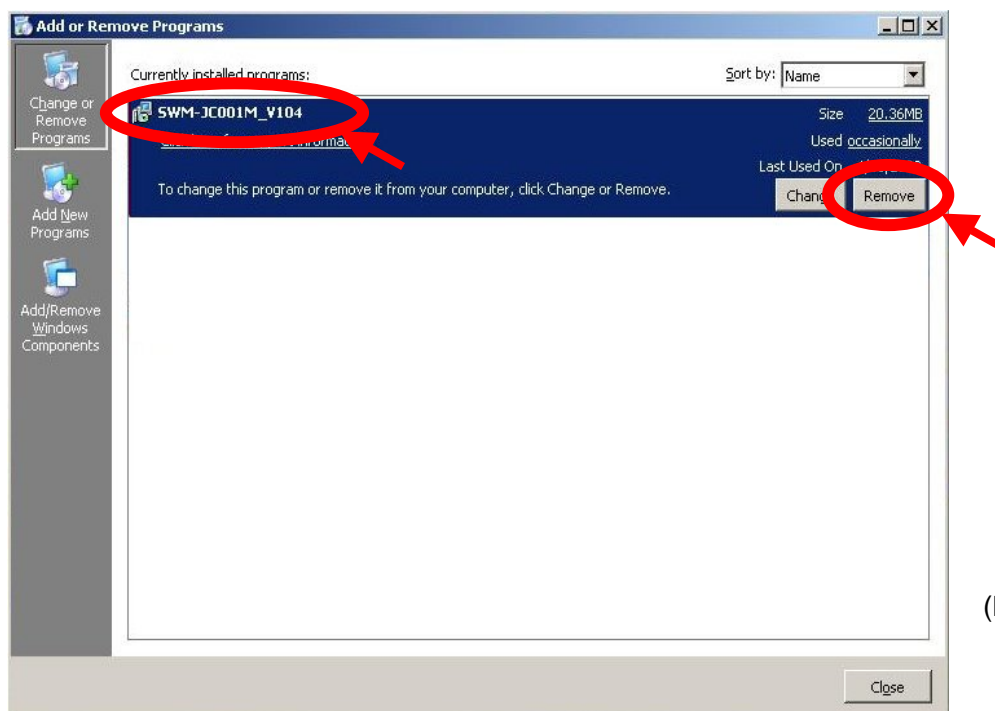 Add or Remove Programs
Change or
Remove
Programs
Add New
Programs
Add/Remove
Windows
Components
Currently installed programs:
Sort by: Name
SWM-JC001M_V104
Size 20.36MB
Used occasionally
Last Used On
To change this program or remove it from your computer, click Change or Remove.
Change Remove
Close